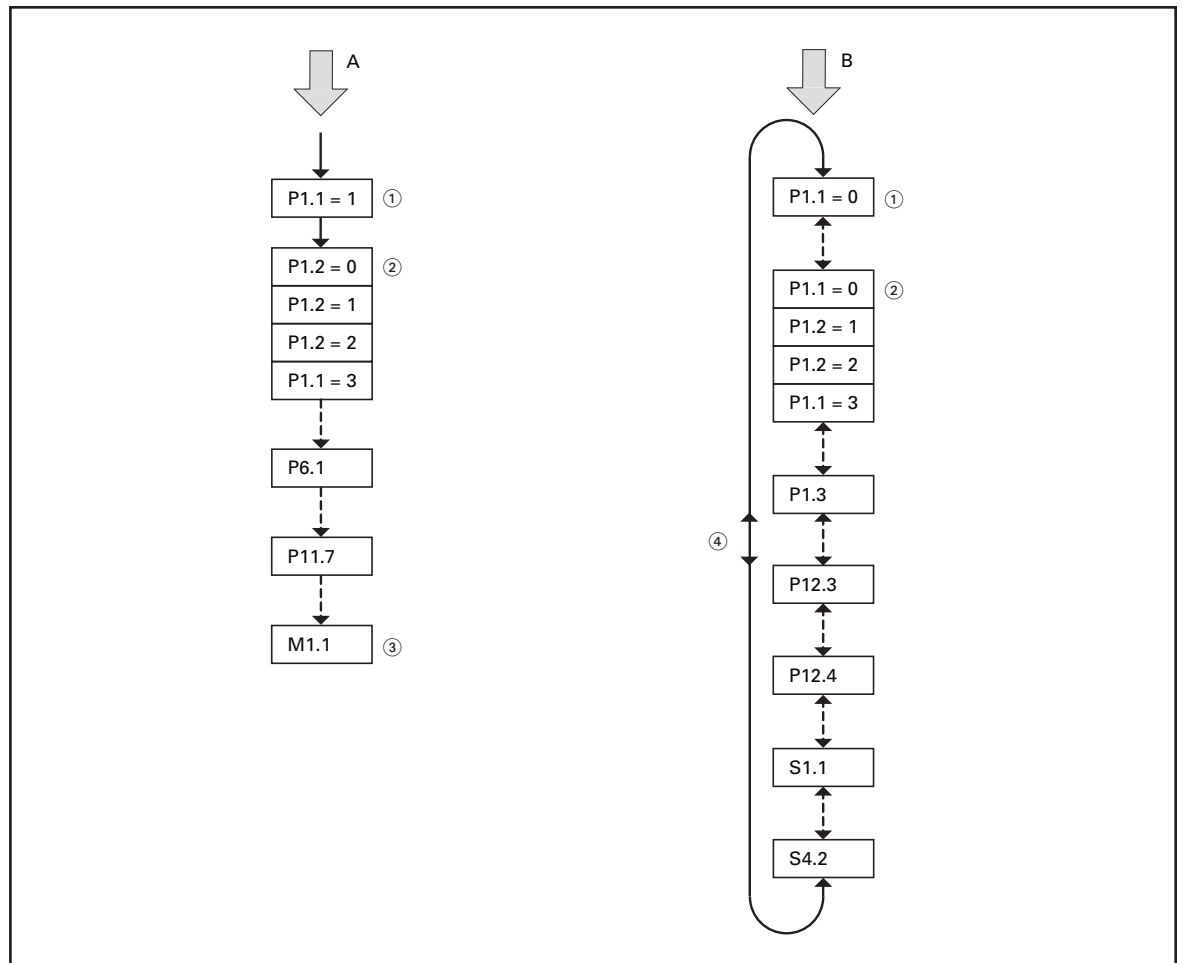 A
P1.1 = 1 ①
P1.2 = 0 ②
P1.2 = 1
P1.2 = 2
P1.1 = 3
P6.1
P11.7
M1.1 ③
B
P1.1 = 0 ①
P1.1 = 0 ②
P1.2 = 1
P1.2 = 2
P1.1 = 3
P1.3
④
P12.3
P12.4
S1.1
S4.2